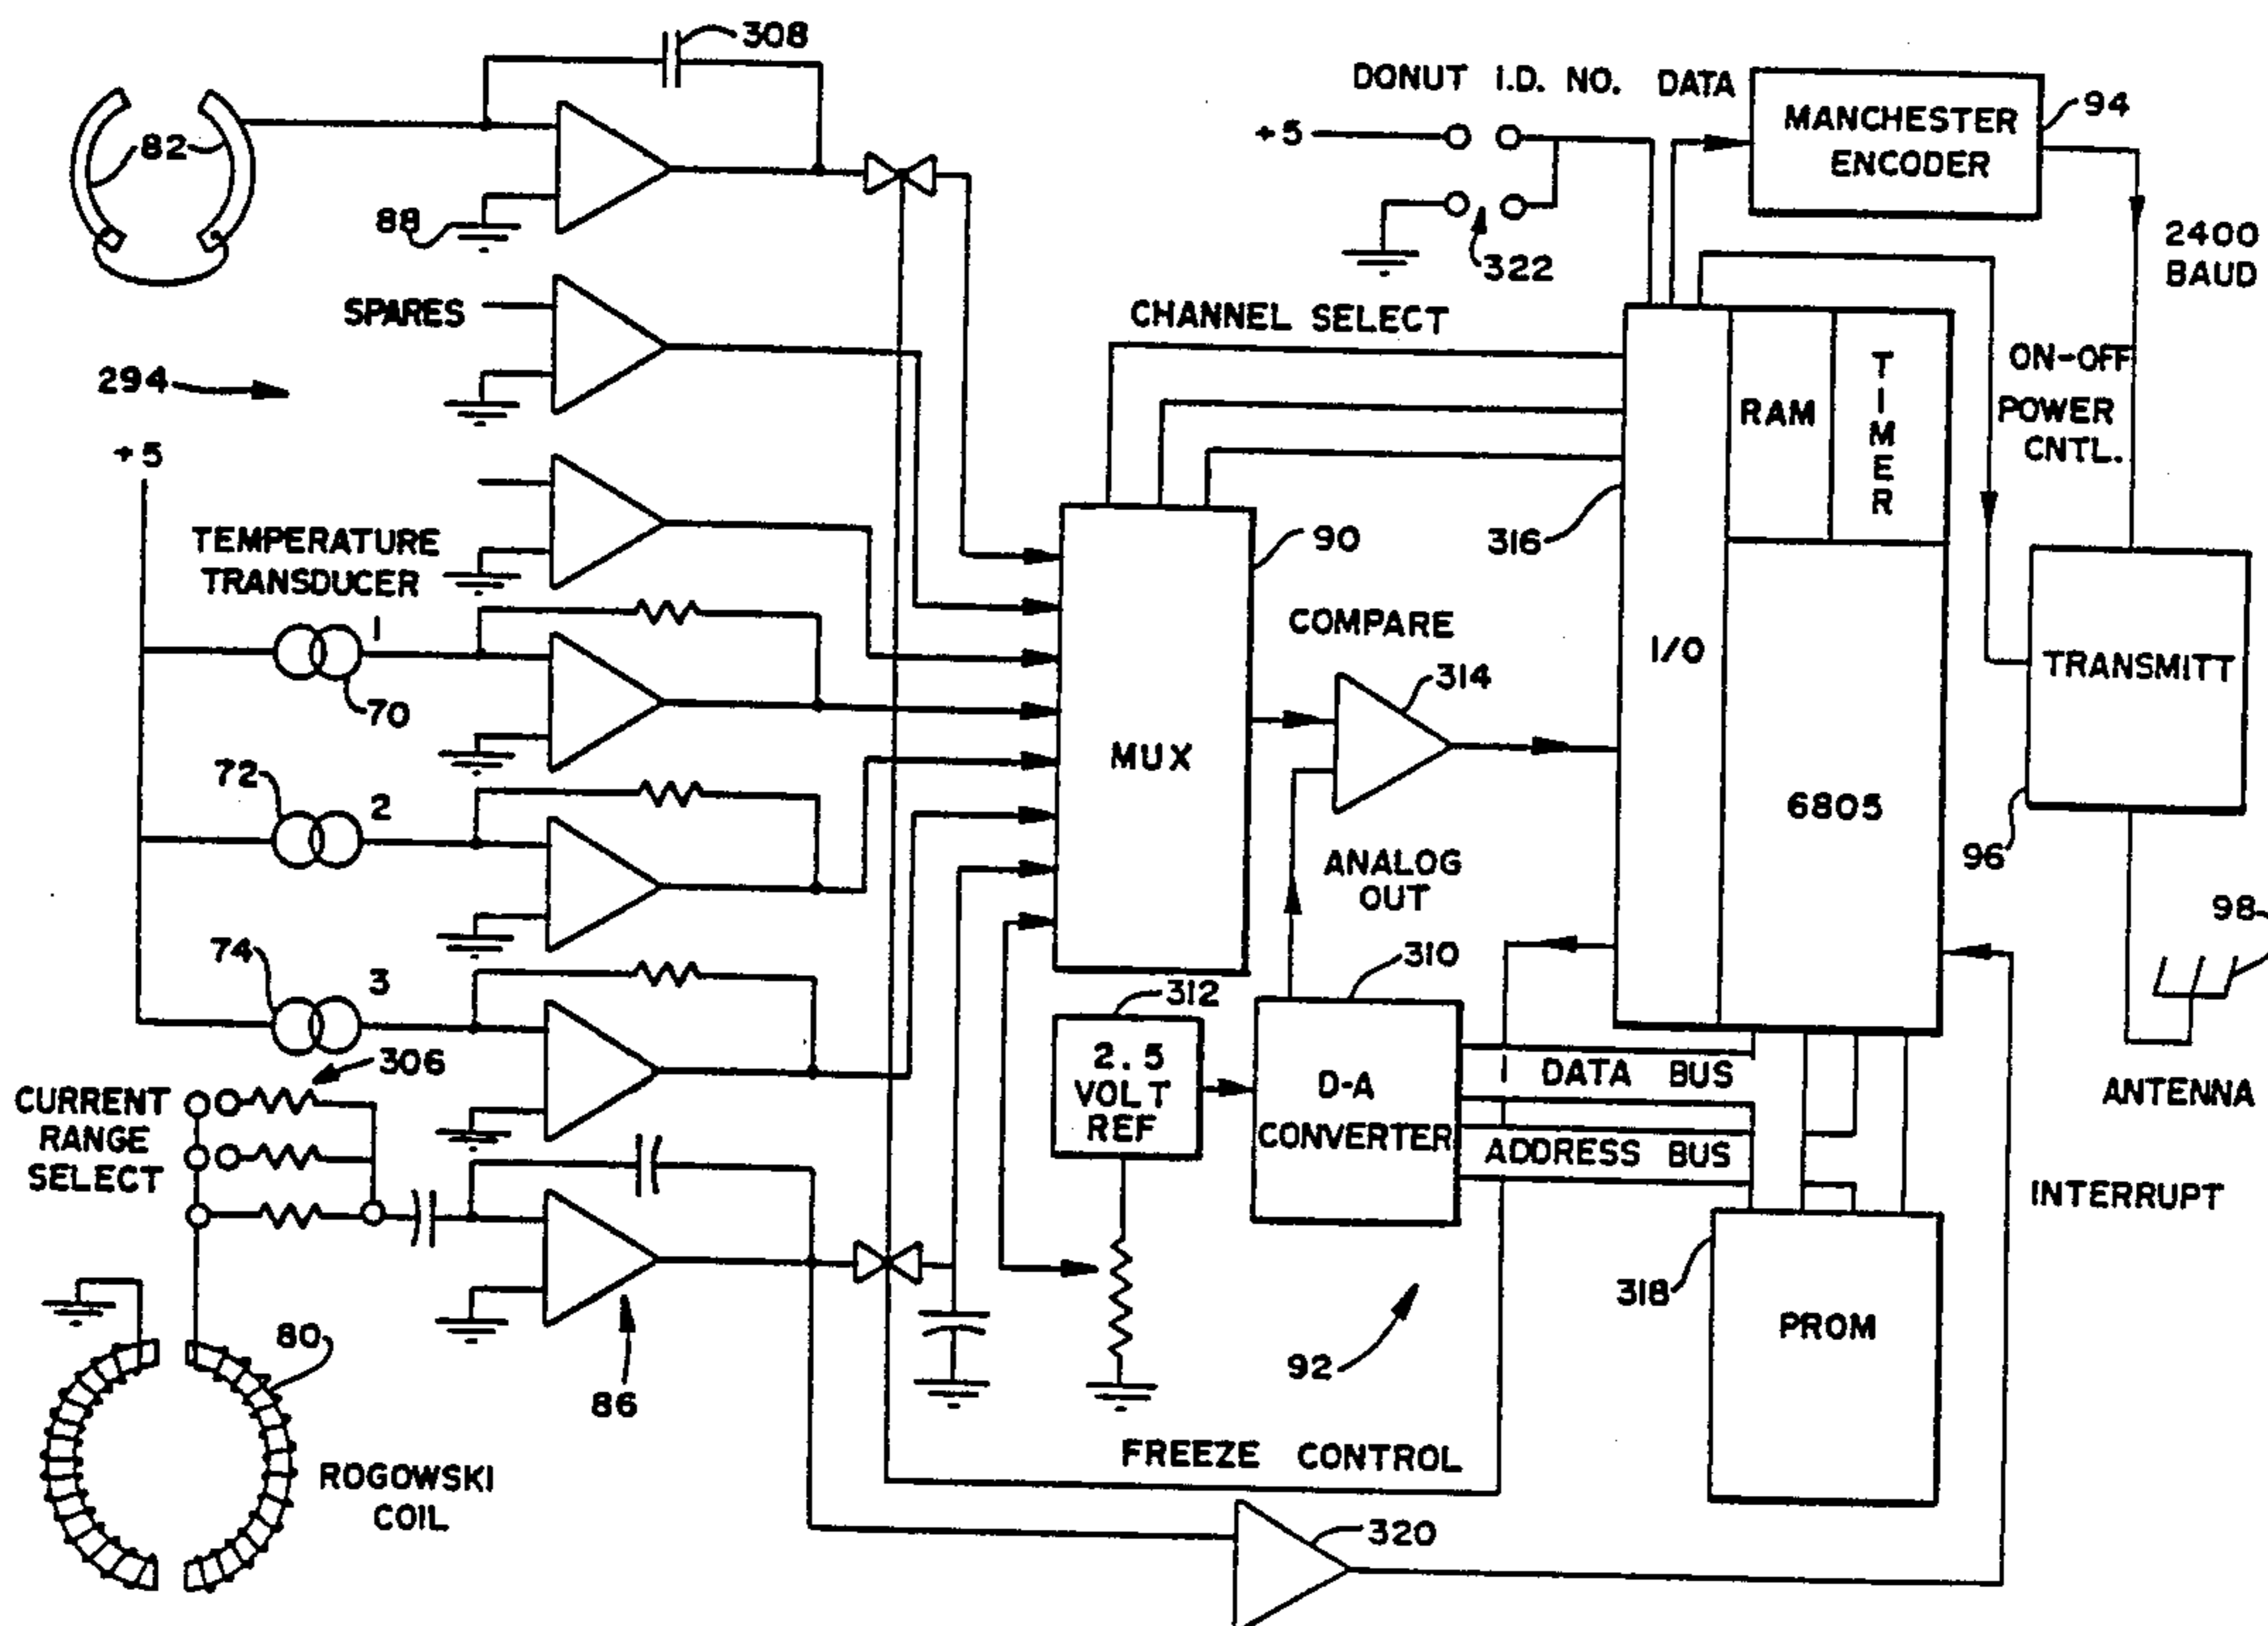 308
DONUT I.D. NO. DATA
MANCHESTER
ENCODER
94
+5
82
88
322
2400
BAUD
SPARES
CHANNEL SELECT
294
RAM
TIMER
ON-OFF
POWER
CNTL.
+5
TEMPERATURE
TRANSDUCER
1
70
90
316
COMPARE
314
I/O
TRANSMITT
MUX
72
2
6805
96
ANALOG
OUT
98
74
3
312
310
306
2.5
VOLT
REF
D-A
CONVERTER
DATA BUS
ADDRESS BUS
ANTENNA
CURRENT
RANGE
SELECT
INTERRUPT
318
PROM
80
86
92
ROGOWSKI
COIL
FREEZE CONTROL
320